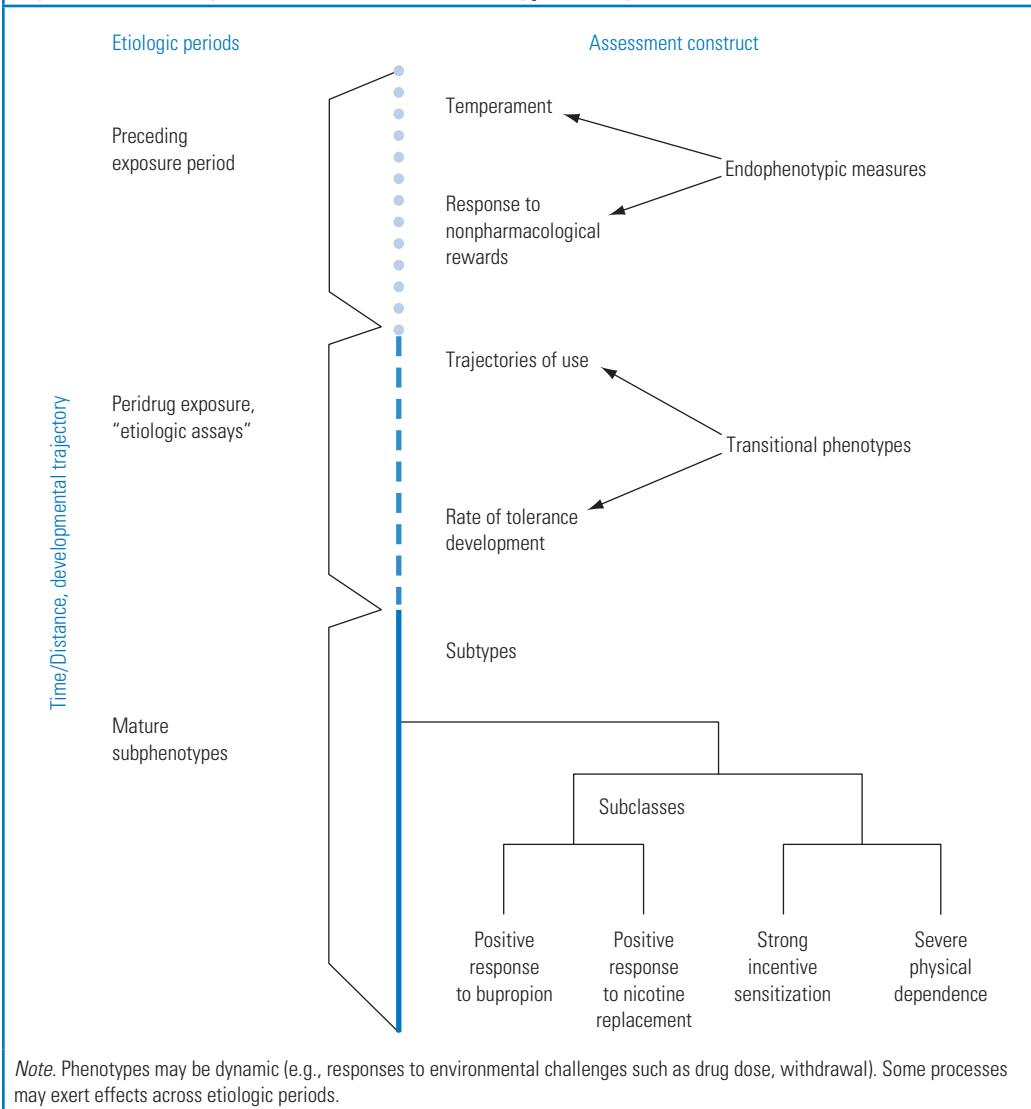 Etiologic periods
Assessment construct
Temperament
Preceding
exposure period
Endophenotypic measures
Response to
nonpharmacological
rewards
Trajectories of use
Peridrug exposure,
“etiologic assays”
Transitional phenotypes
Rate of tolerance
development
Time/Distance, developmental trajectory
Subtypes
Mature
subphenotypes
Subclasses
Positive
response
to bupropion
Positive
response
to nicotine
replacement
Strong
incentive
sensitization
Severe
physical
dependence
Note. Phenotypes may be dynamic (e.g., responses to environmental challenges such as drug dose, withdrawal). Some processes
may exert effects across etiologic periods.